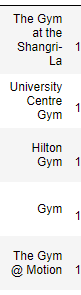 The Gym
at the
Shangri-
La
1
University
Centre
Gym
1
Hilton
Gym
1
Gym
1
The Gym
@ Motion
1